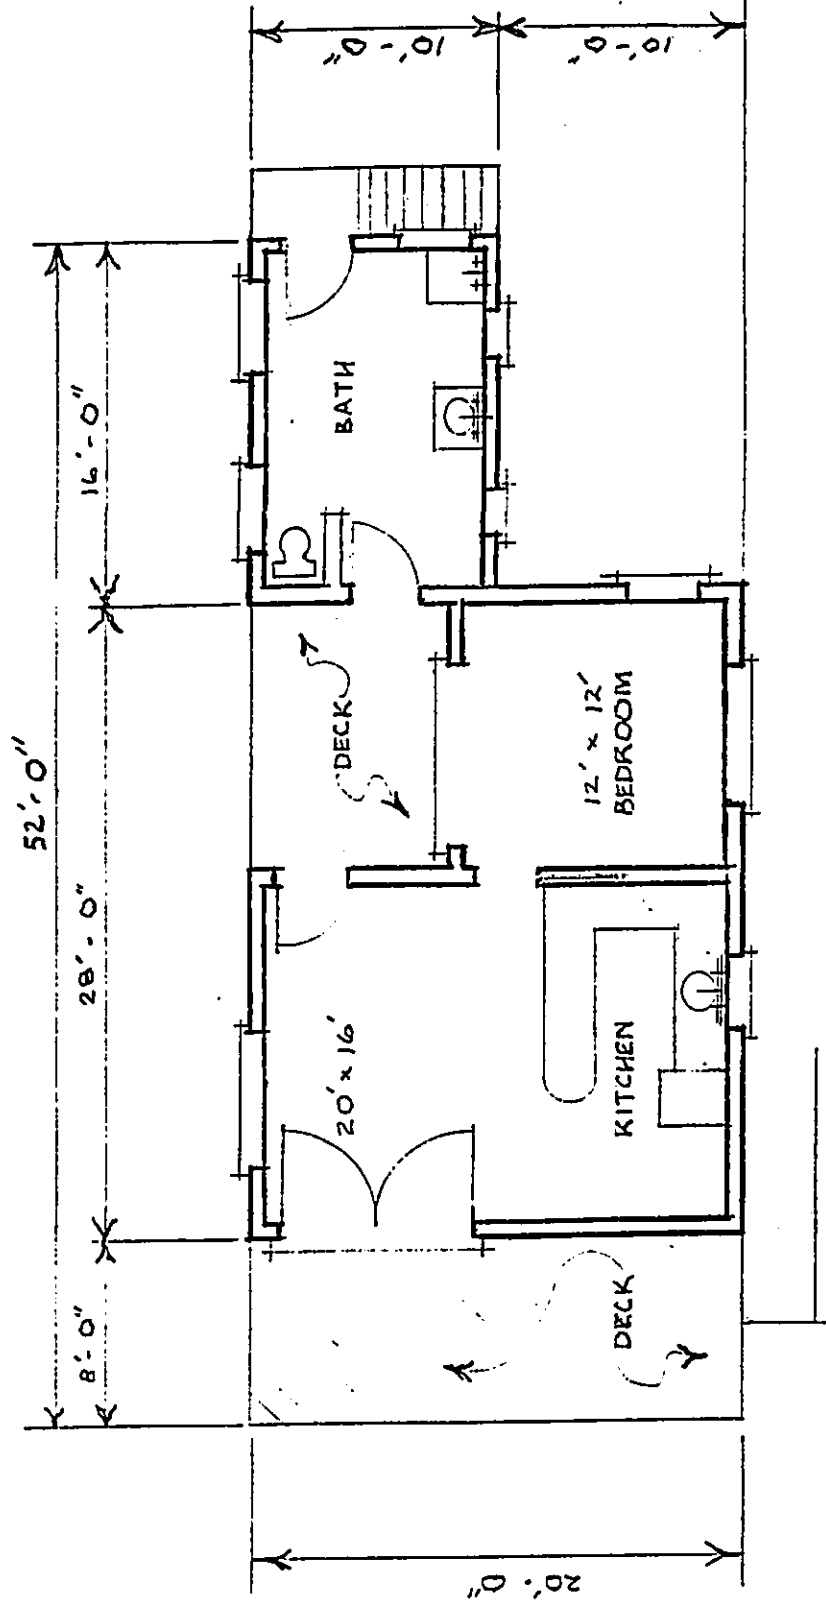 52'-0"
8'-0"
28'-0"
16'-0"
20'-0"
10'-0"
10'-0"
DECK
20' x 16'
KITCHEN
DECK
12' x 12'
BEDROOM
BATH